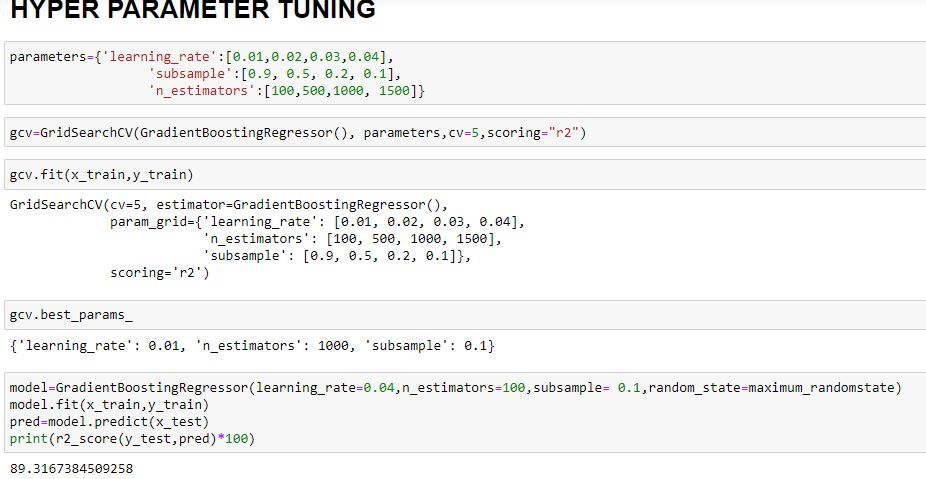 HYPER PARAMETER TUNING
parameters={'learning_rate':[0.01,0.02,0.03,0.04],
'subsample':[0.9, 0.5, 0.2, 0.1],
'n_estimators':[100,500,1000, 1500]}
gcv=GridSearchCV(GradientBoostingRegressor(), parameters,cv=5,scoring="r2")
gcv.fit(x_train,y_train)
GridSearchCV(cv=5, estimator=GradientBoostingRegressor(),
param_grid={'learning_rate': [0.01, 0.02, 0.03, 0.04],
'n_estimators': [100, 500, 1000, 1500],
'subsample': [0.9, 0.5, 0.2, 0.1]},
scoring='r2')
gcv.best_params_
{'learning_rate': 0.01, 'n_estimators': 1000, 'subsample': 0.1}
model=GradientBoostingRegressor(learning_rate=0.04,n_estimators=100,subsample= 0.1,random_state=maximum_randomstate)
model.fit(x_train,y_train)
pred=model.predict(x_test)
print(r2_score(y_test,pred)*100)
89.3167384509258